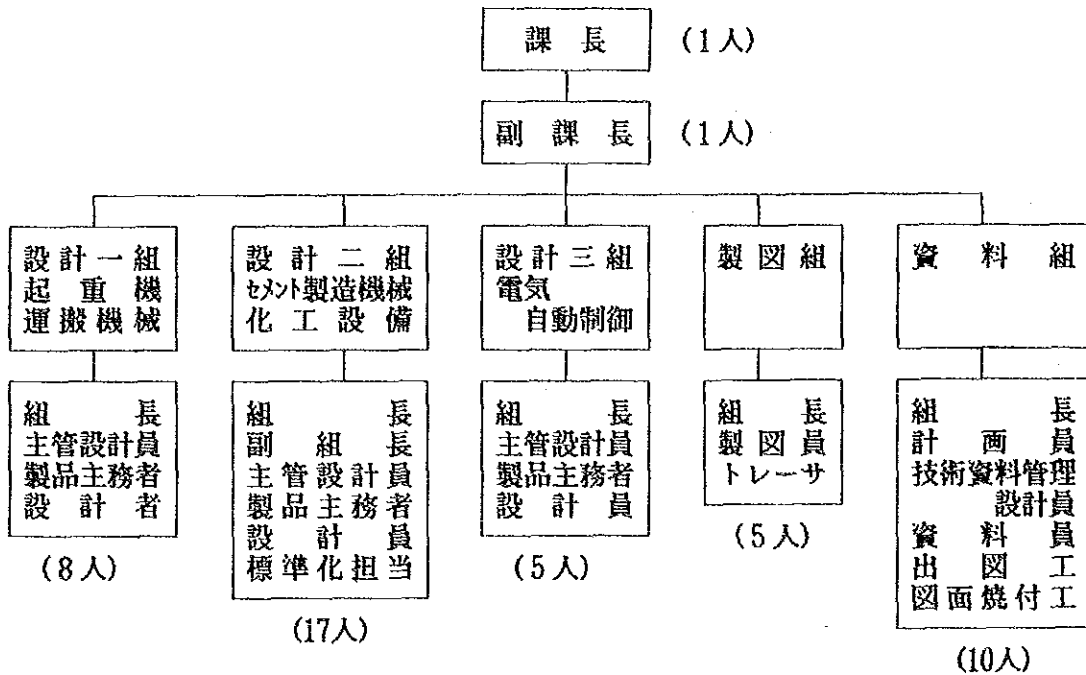 課長
(1人)
副課長
(1人)
設計一組
起重機
運搬機械
設計二組
セメント製造機械
化工設備
設計三組
電気
自動制御
製図組
資料組
組長
主管設計員
製品主務者
設計者
(8人)
組長
副組長
主管設計員
製品主務者
設計員
標準化担当
(17人)
組長
主管設計員
製品主務者
設計員
(5人)
組長
製図員
トレーサ
(5人)
組長
計画員
技術資料管理
設計員
資料員
出図工
図面焼付工
(10人)